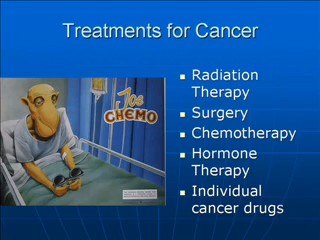 Treatments for Cancer
Joe
CHEMO
Radiation
Therapy
Surgery
Chemotherapy
Hormone
Therapy
Individual
cancer drugs